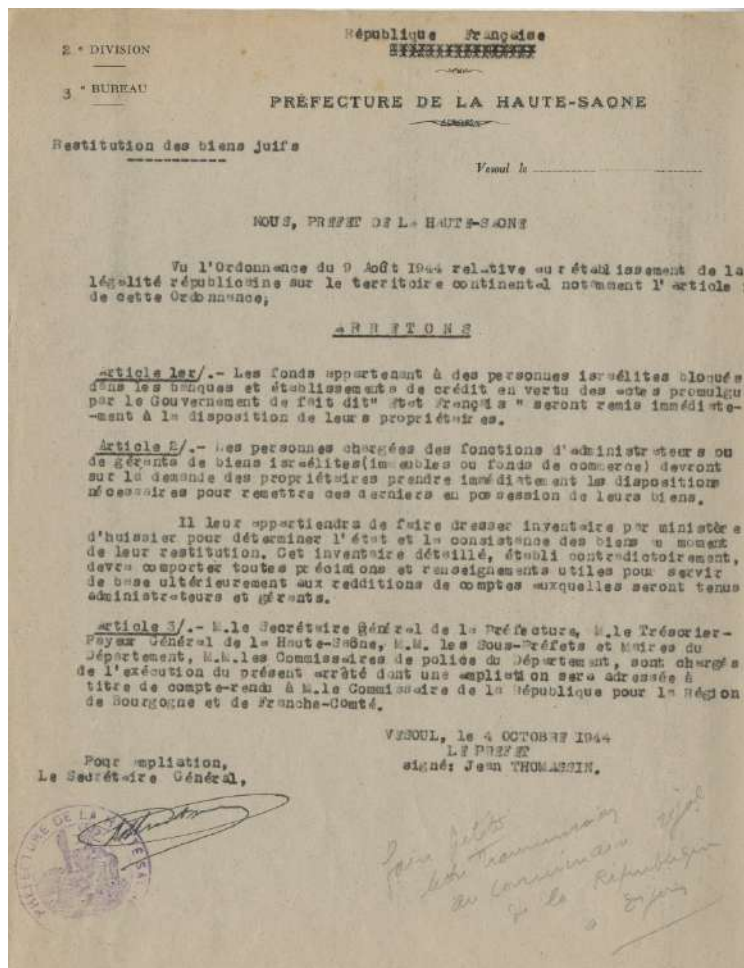 2 e DIVISION
3 e BUREAU
République Française
PRÉFECTURE DE LA HAUTE-SAONE
Restitution des biens juifs
Vesoul le
NOUS, PREFET DE LA HAUTE-SAONE
Vu l'Ordonnance du 9 Août 1944 relative au rétablissement de la
légalité républicaine sur le territoire continental notamment l'article
de cette Ordonnance;
ARRETONS
Article 1er/.- Les fonds appartenant à des personnes israélites bloqués
dans les banques et établissements de crédit en vertu des actes promulgu
par le Gouvernement de fait dit" Etat Français " seront remis immédiate-
-ment à la disposition de leurs propriétaires.
Article 2/.- Les personnes chargées des fonctions d'administrateurs ou
de gérants de biens israélites(immeubles ou fonds de commerce) devront
sur la demande des propriétaires prendre immédiatement les dispositions
nécessaires pour remettre ces derniers en possession de leurs biens.
Il leur appartiendra de faire dresser inventaire par ministère
d'huissier pour déterminer l'état et la consistance des biens au moment
de leur restitution. Cet inventaire détaillé, établi contradictoirement,
devra comporter toutes précisions et renseignements utiles pour servir
de base ultérieurement aux redditions de comptes auxquelles seront tenus
administrateurs et gérants.
Article 3/.- M.le Secrétaire Général de la Préfecture, M.le Trésorier-
Payeur Général de la Haute-Saône, M.M. les Sous-Préfets et Maires du
Département, M.M.les Commissaires de police du Département, sont chargés
de l'exécution du présent arrêté dont une ampliation sera adressée à
titre de compte-rendu à M.le Commissaire de la République pour la Région
de Bourgogne et de Franche-Comté.
VESOUL, le 4 OCTOBRE 1944
LE PREFET
signé: Jean THOMASSIN.
Pour ampliation,
Le Secrétaire Général,
PREFECTURE DE LA HAUTE-SA
au commissaire
de la République